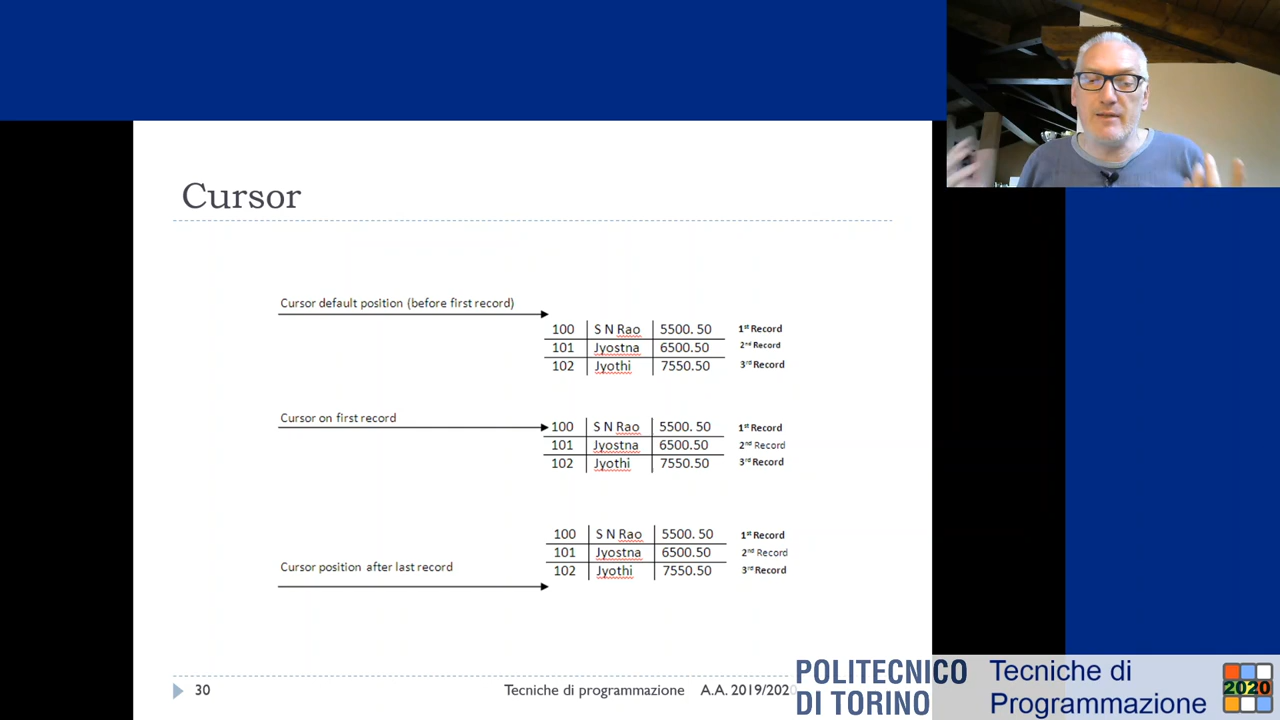 Cursor
Cursor default position (before first record)
100 S N Rao 5500. 50 1st Record
101 Jyostna 6500.50 2nd Record
102 Jyothi 7550.50 3rd Record
Cursor on first record
100 S N Rao 5500. 50 1st Record
101 Jyostna 6500.50 2nd Record
102 Jyothi 7550.50 3rd Record
100 S N Rao 5500. 50 1st Record
101 Jyostna 6500.50 2nd Record
Cursor position after last record
102 Jyothi 7550.50 3rd Record
30 Tecniche di programmazione A.A. 2019/2020
POLITECNICO
DI TORINO
Tecniche di
Programmazione
2020